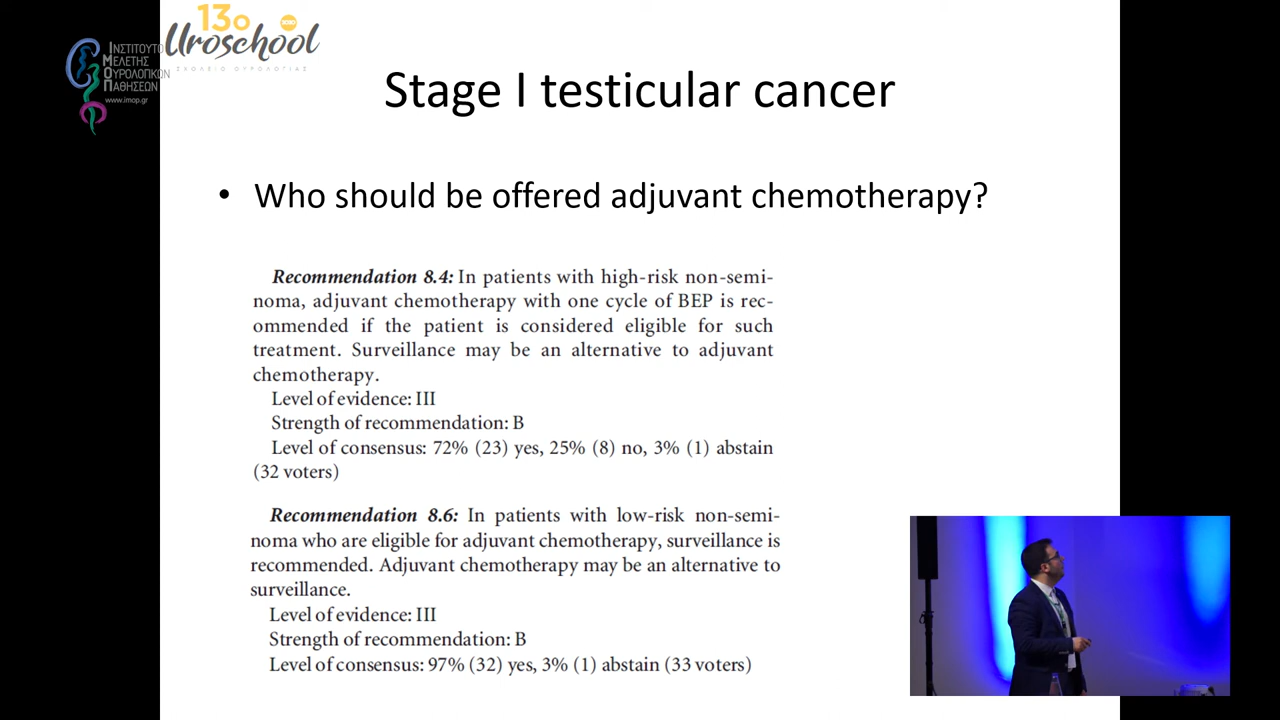 13ο
Uroschool
ΣΧΟΛΕΙΟ ΟΥΡΟΛΟΓΙΑΣ
ΙΝΣΤΙΤΟΥΤΟ
ΜΕΛΕΤΗΣ
ΟΥΡΟΛΟΓΙΚΩΝ
ΠΑΘΗΣΕΩΝ
www.imop.gr
Stage I testicular cancer
• Who should be offered adjuvant chemotherapy?
Recommendation 8.4: In patients with high-risk non-semi-
noma, adjuvant chemotherapy with one cycle of BEP is rec-
ommended if the patient is considered eligible for such
treatment. Surveillance may be an alternative to adjuvant
chemotherapy.
Level of evidence: III
Strength of recommendation: B
Level of consensus: 72% (23) yes, 25% (8) no, 3% (1) abstain
(32 voters)
Recommendation 8.6: In patients with low-risk non-semi-
noma who are eligible for adjuvant chemotherapy, surveillance is
recommended. Adjuvant chemotherapy may be an alternative to
surveillance.
Level of evidence: III
Strength of recommendation: B
Level of consensus: 97% (32) yes, 3% (1) abstain (33 voters)